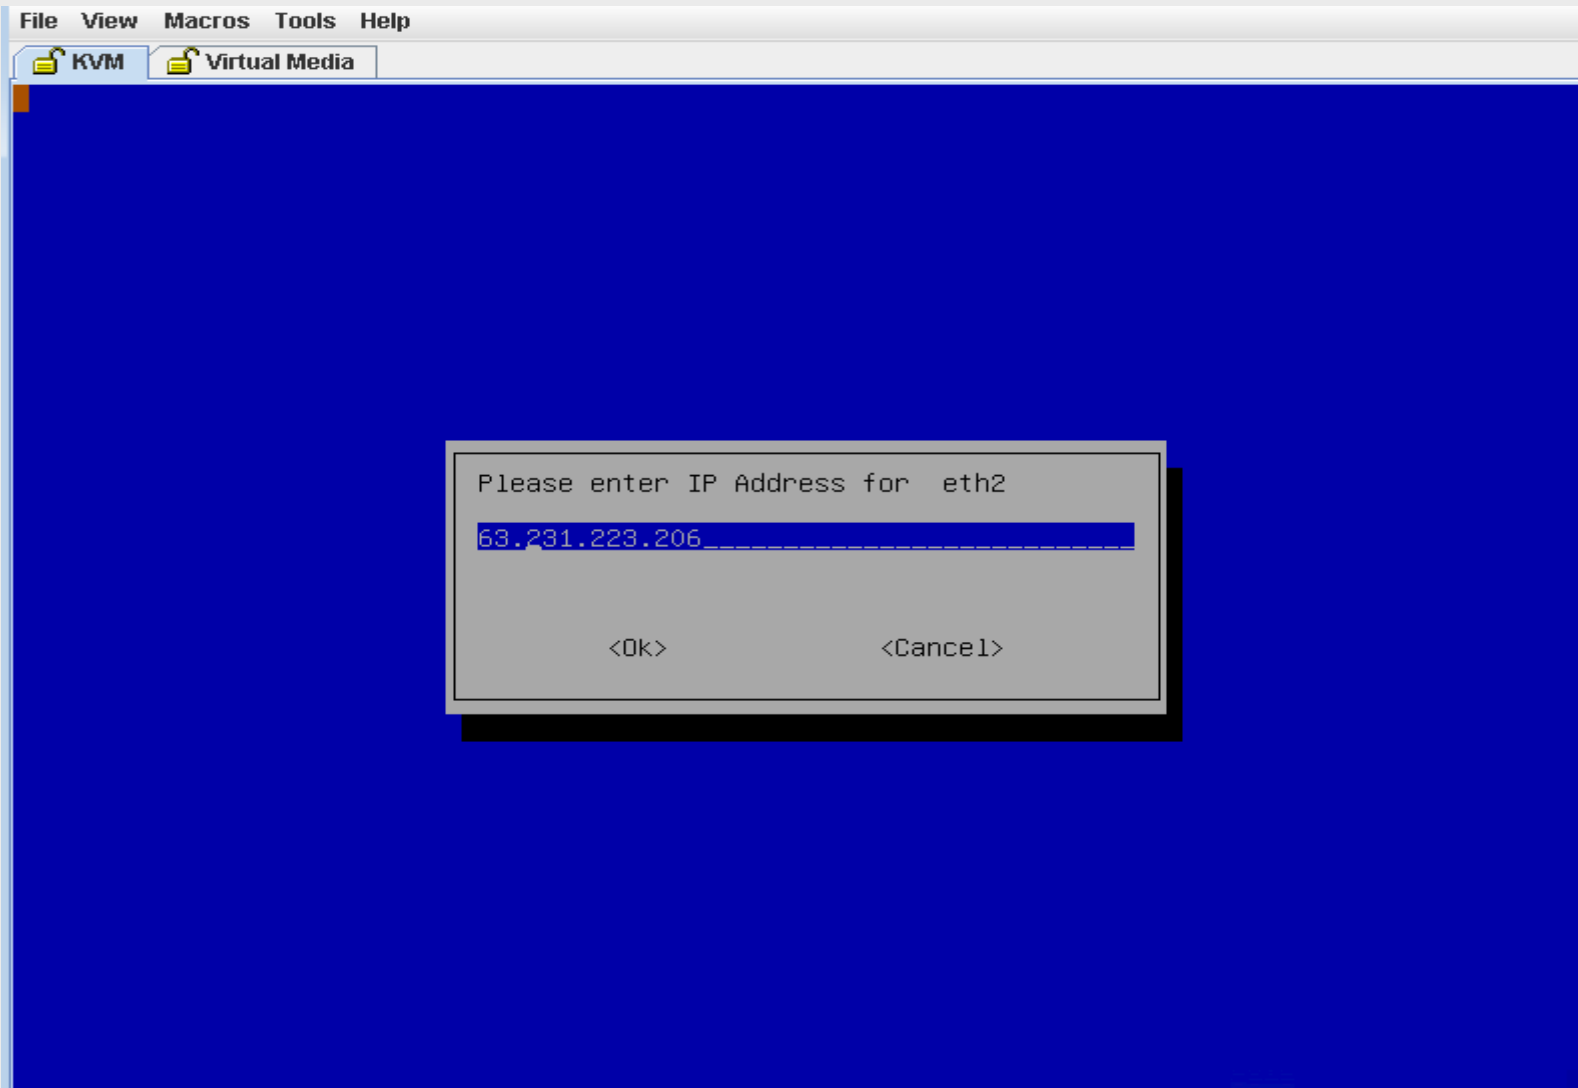 File View Macros Tools Help
KVM Virtual Media
Please enter IP Address for eth2
63.231.223.206__________________________
<Ok> <Cancel>